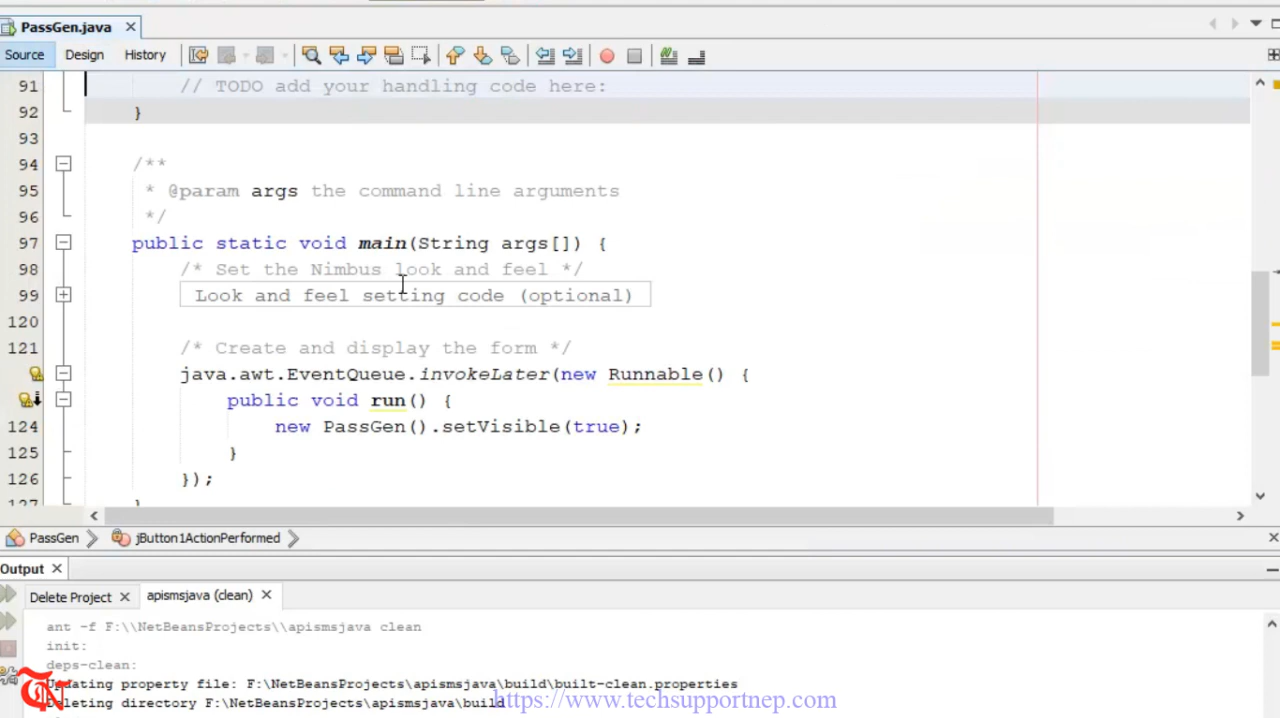 PassGen.java
Source Design History
91 // TODO add your handling code here:
92 }
93
94 /**
95 * @param args the command line arguments
96 */
97 public static void main(String args[]) {
98 /* Set the Nimbus look and feel */
99 Look and feel setting code (optional)
120
121 /* Create and display the form */
java.awt.EventQueue.invokeLater(new Runnable() {
public void run() {
124 new PassGen().setVisible(true);
125 }
126 });
127 }
PassGen jButton1ActionPerformed
Output
Delete Project apismsjava (clean)
ant -f F:\\NetBeansProjects\\apismsjava clean
init:
deps-clean:
Updating property file: F:\NetBeansProjects\apismsjava\build\built-clean.properties
Deleting directory F:\NetBeansProjects\apismsjava\build
https://www.techsupportnep.com